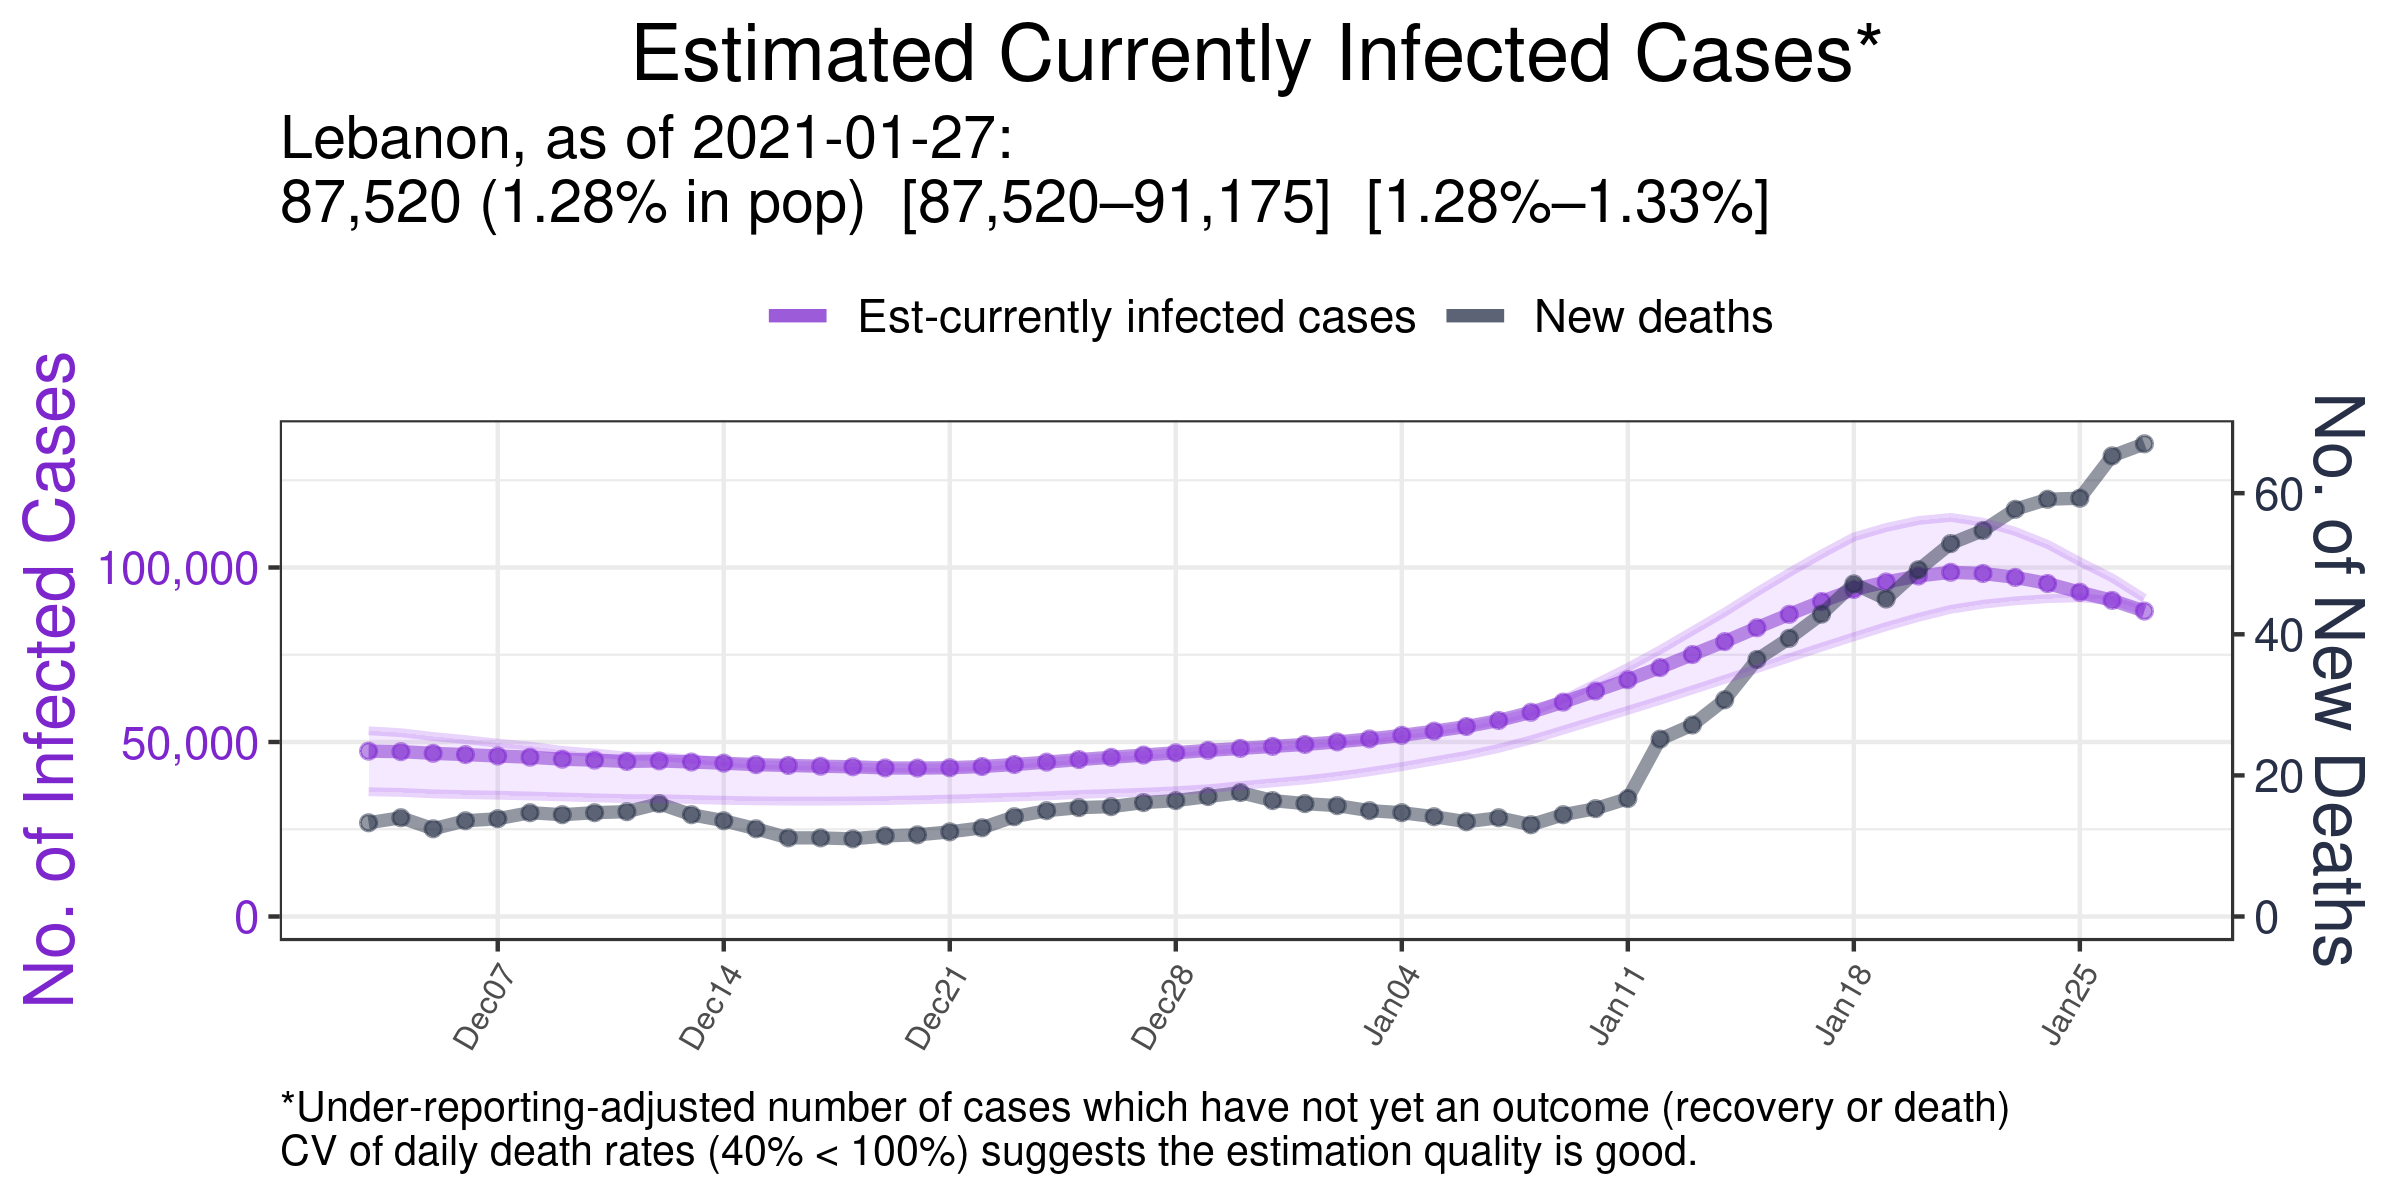 Estimated Currently Infected Cases*
Lebanon, as of 2021-01-27:
87,520 (1.28% in pop)  [87,520–91,175]  [1.28%–1.33%]
Est-currently infected cases
New deaths
No. of Infected Cases
100,000
50,000
0
No. of New Deaths
60
40
20
0
Dec07
Dec14
Dec21
Dec28
Jan04
Jan11
Jan18
Jan25
*Under-reporting-adjusted number of cases which have not yet an outcome (recovery or death)
CV of daily death rates (40% < 100%) suggests the estimation quality is good.